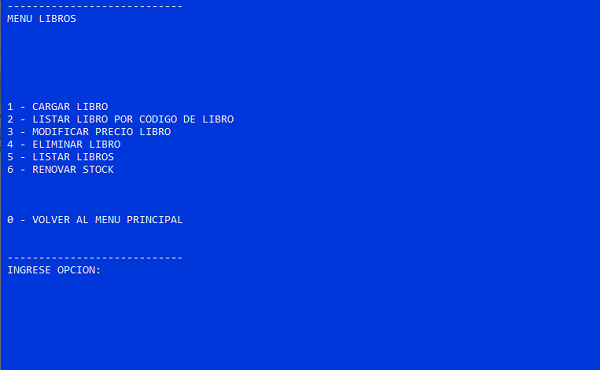 ----------------------------
MENU LIBROS
1 - CARGAR LIBRO
2 - LISTAR LIBRO POR CODIGO DE LIBRO
3 - MODIFICAR PRECIO LIBRO
4 - ELIMINAR LIBRO
5 - LISTAR LIBROS
6 - RENOVAR STOCK
0 - VOLVER AL MENU PRINCIPAL
----------------------------
INGRESE OPCION: